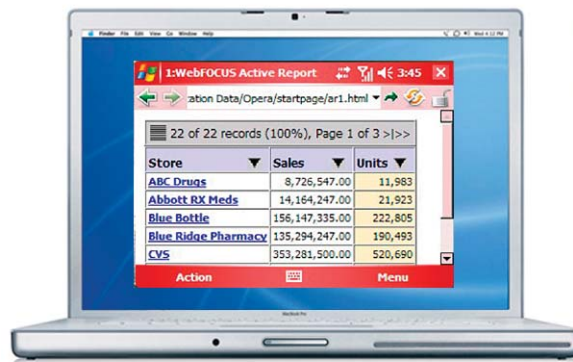 Finder File Edit View Go Window Help
1:WebFOCUS Active Report 3:45
zation Data/Opera/startpage/ar1.html
22 of 22 records (100%), Page 1 of 3 >|>>
Store Sales Units
ABC Drugs 8,726,547.00 11,983
Abbott RX Meds 14,164,247.00 21,923
Blue Bottle 156,147,335.00 222,805
Blue Ridge Pharmacy 135,294,247.00 190,493
CVS 353,281,500.00 520,690
Action Menu
MacBook Pro